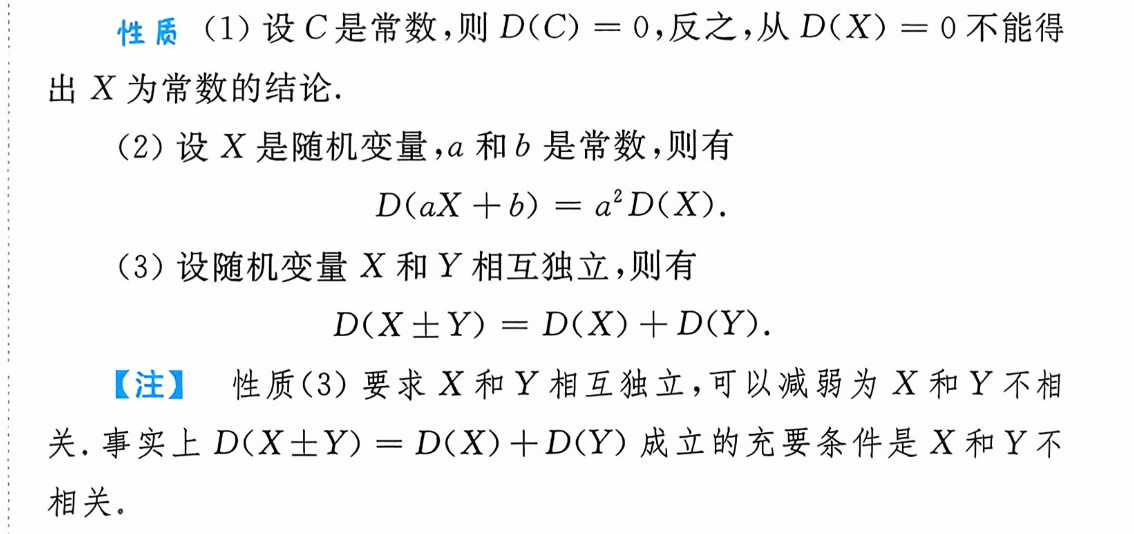 性质 (1) 设 C 是常数,则 D(C) = 0,反之,从 D(X) = 0 不能得
出 X 为常数的结论.
(2) 设 X 是随机变量,a 和 b 是常数,则有
D(aX + b) = a² D(X).
(3) 设随机变量 X 和 Y 相互独立,则有
D(X ± Y) = D(X) + D(Y).
【注】 性质(3) 要求 X 和 Y 相互独立,可以减弱为 X 和 Y 不相
关. 事实上 D(X±Y) = D(X)+D(Y) 成立的充要条件是 X 和 Y 不
相关。